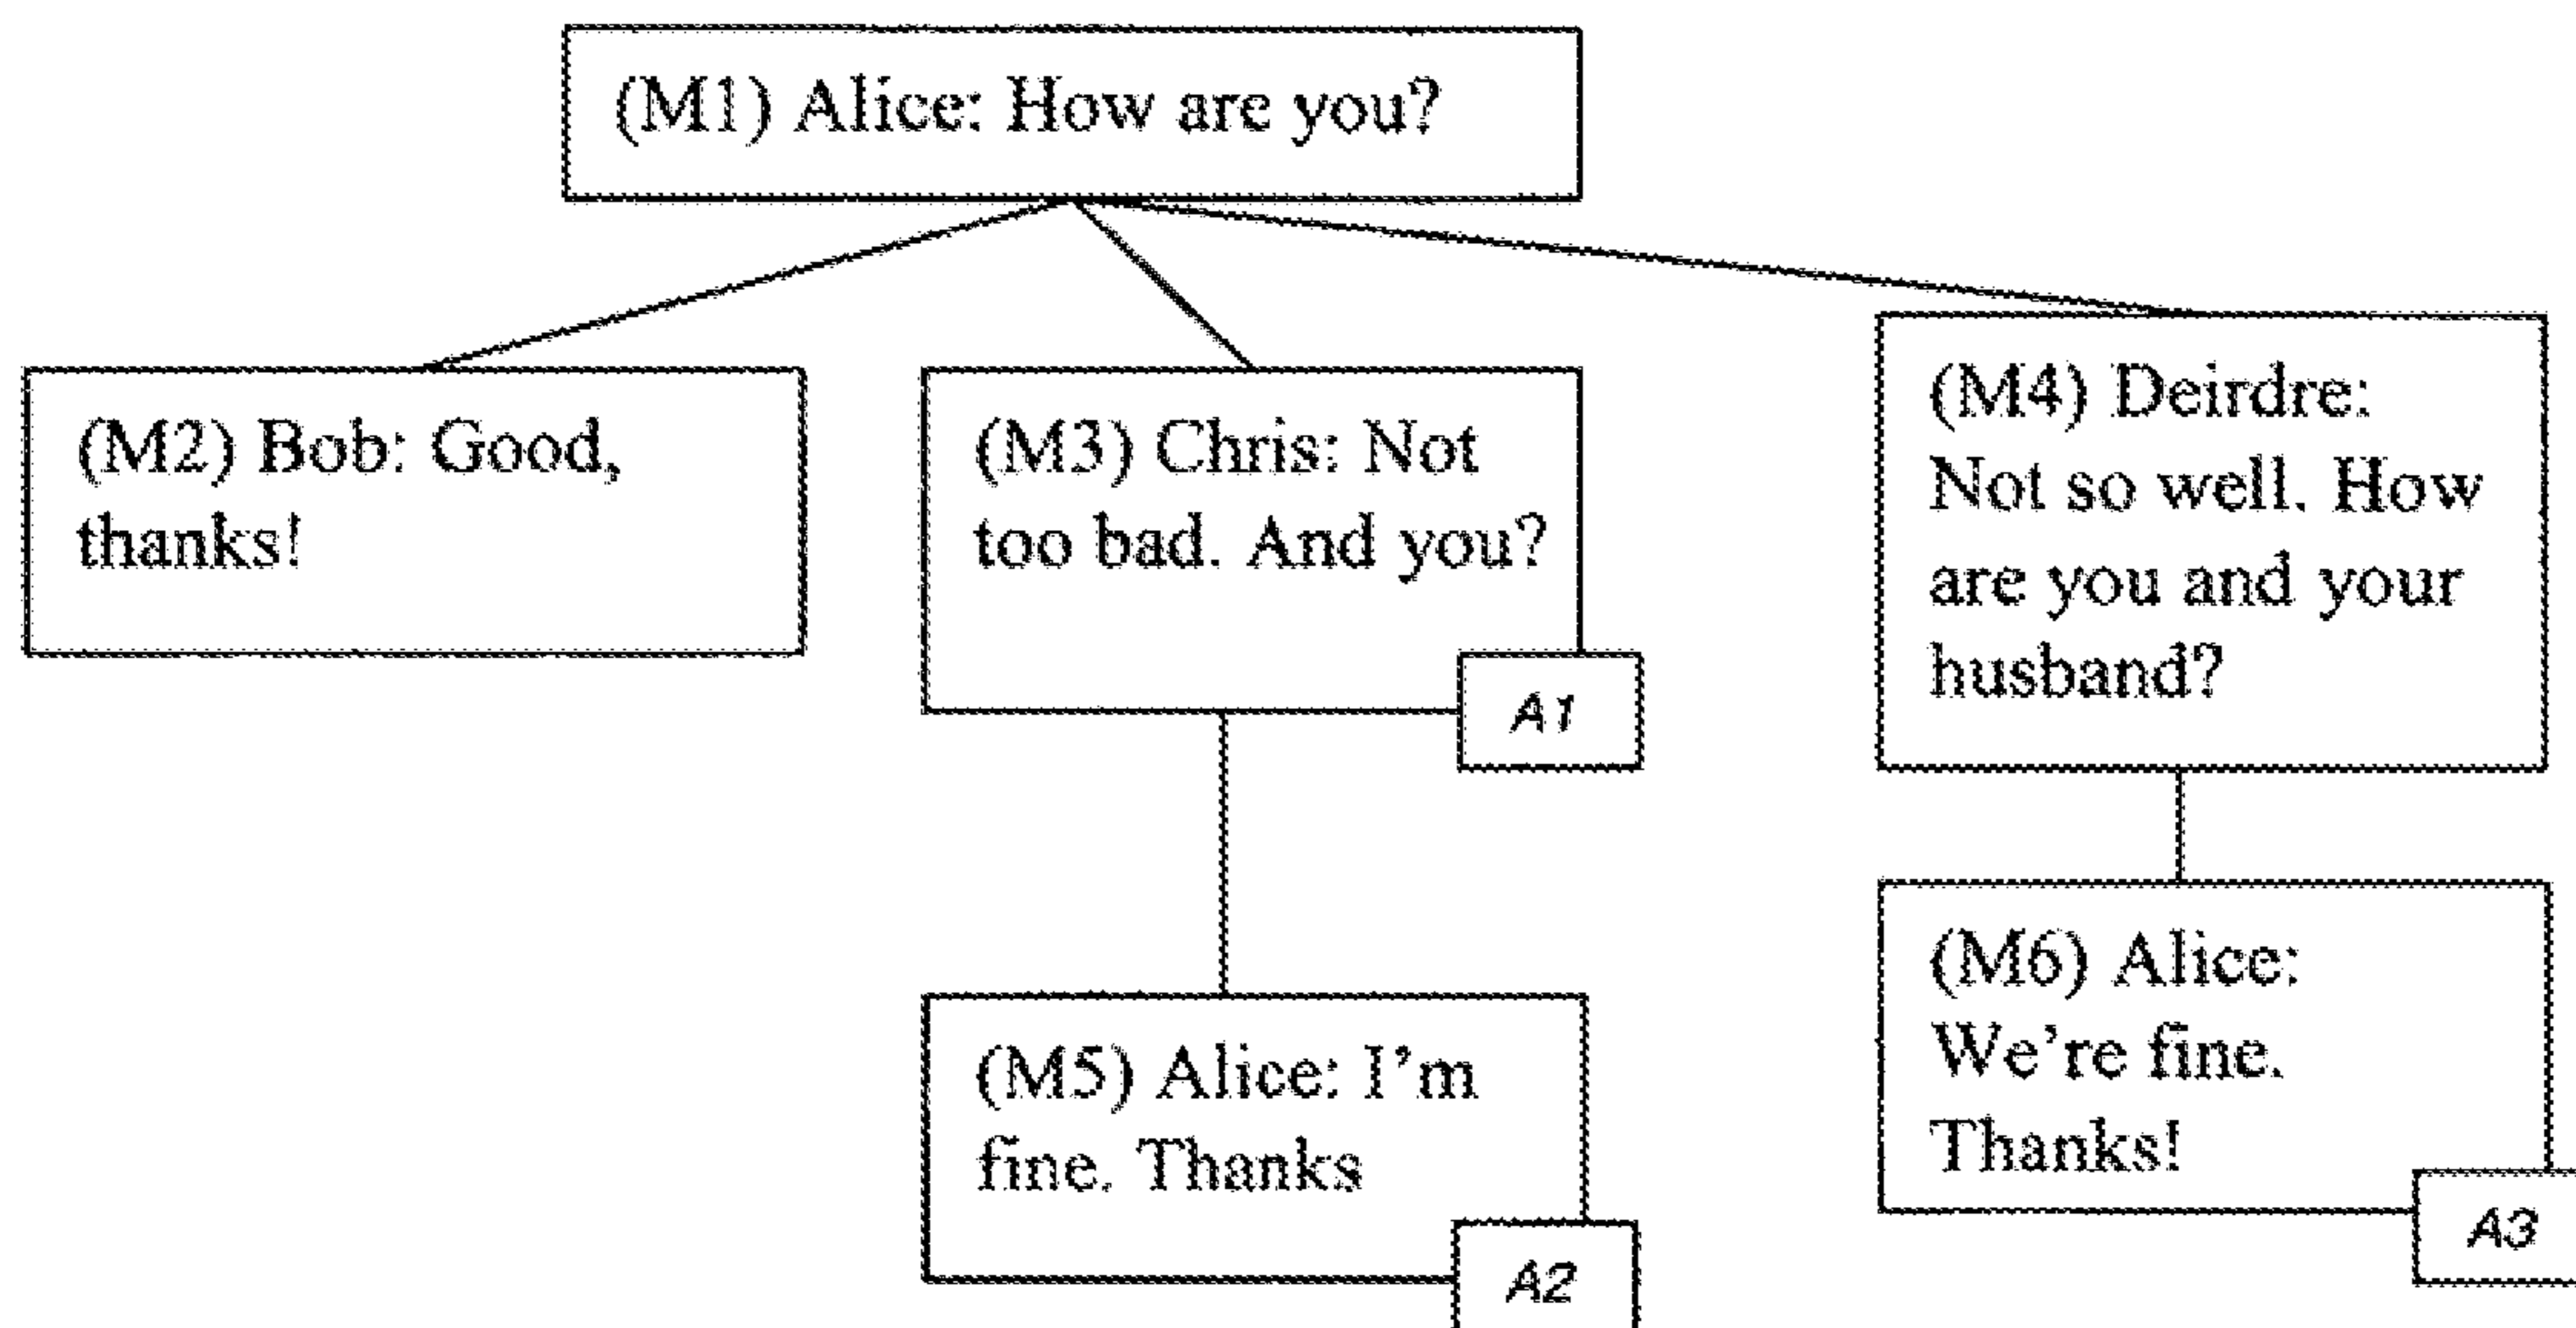 (M1) Alice: How are you?
(M2) Bob: Good,
thanks!
(M3) Chris: Not
too bad. And you?
A1
(M4) Deirdre:
Not so well. How
are you and your
husband?
(M5) Alice: I'm
fine. Thanks
A2
(M6) Alice:
We're fine.
Thanks!
A3